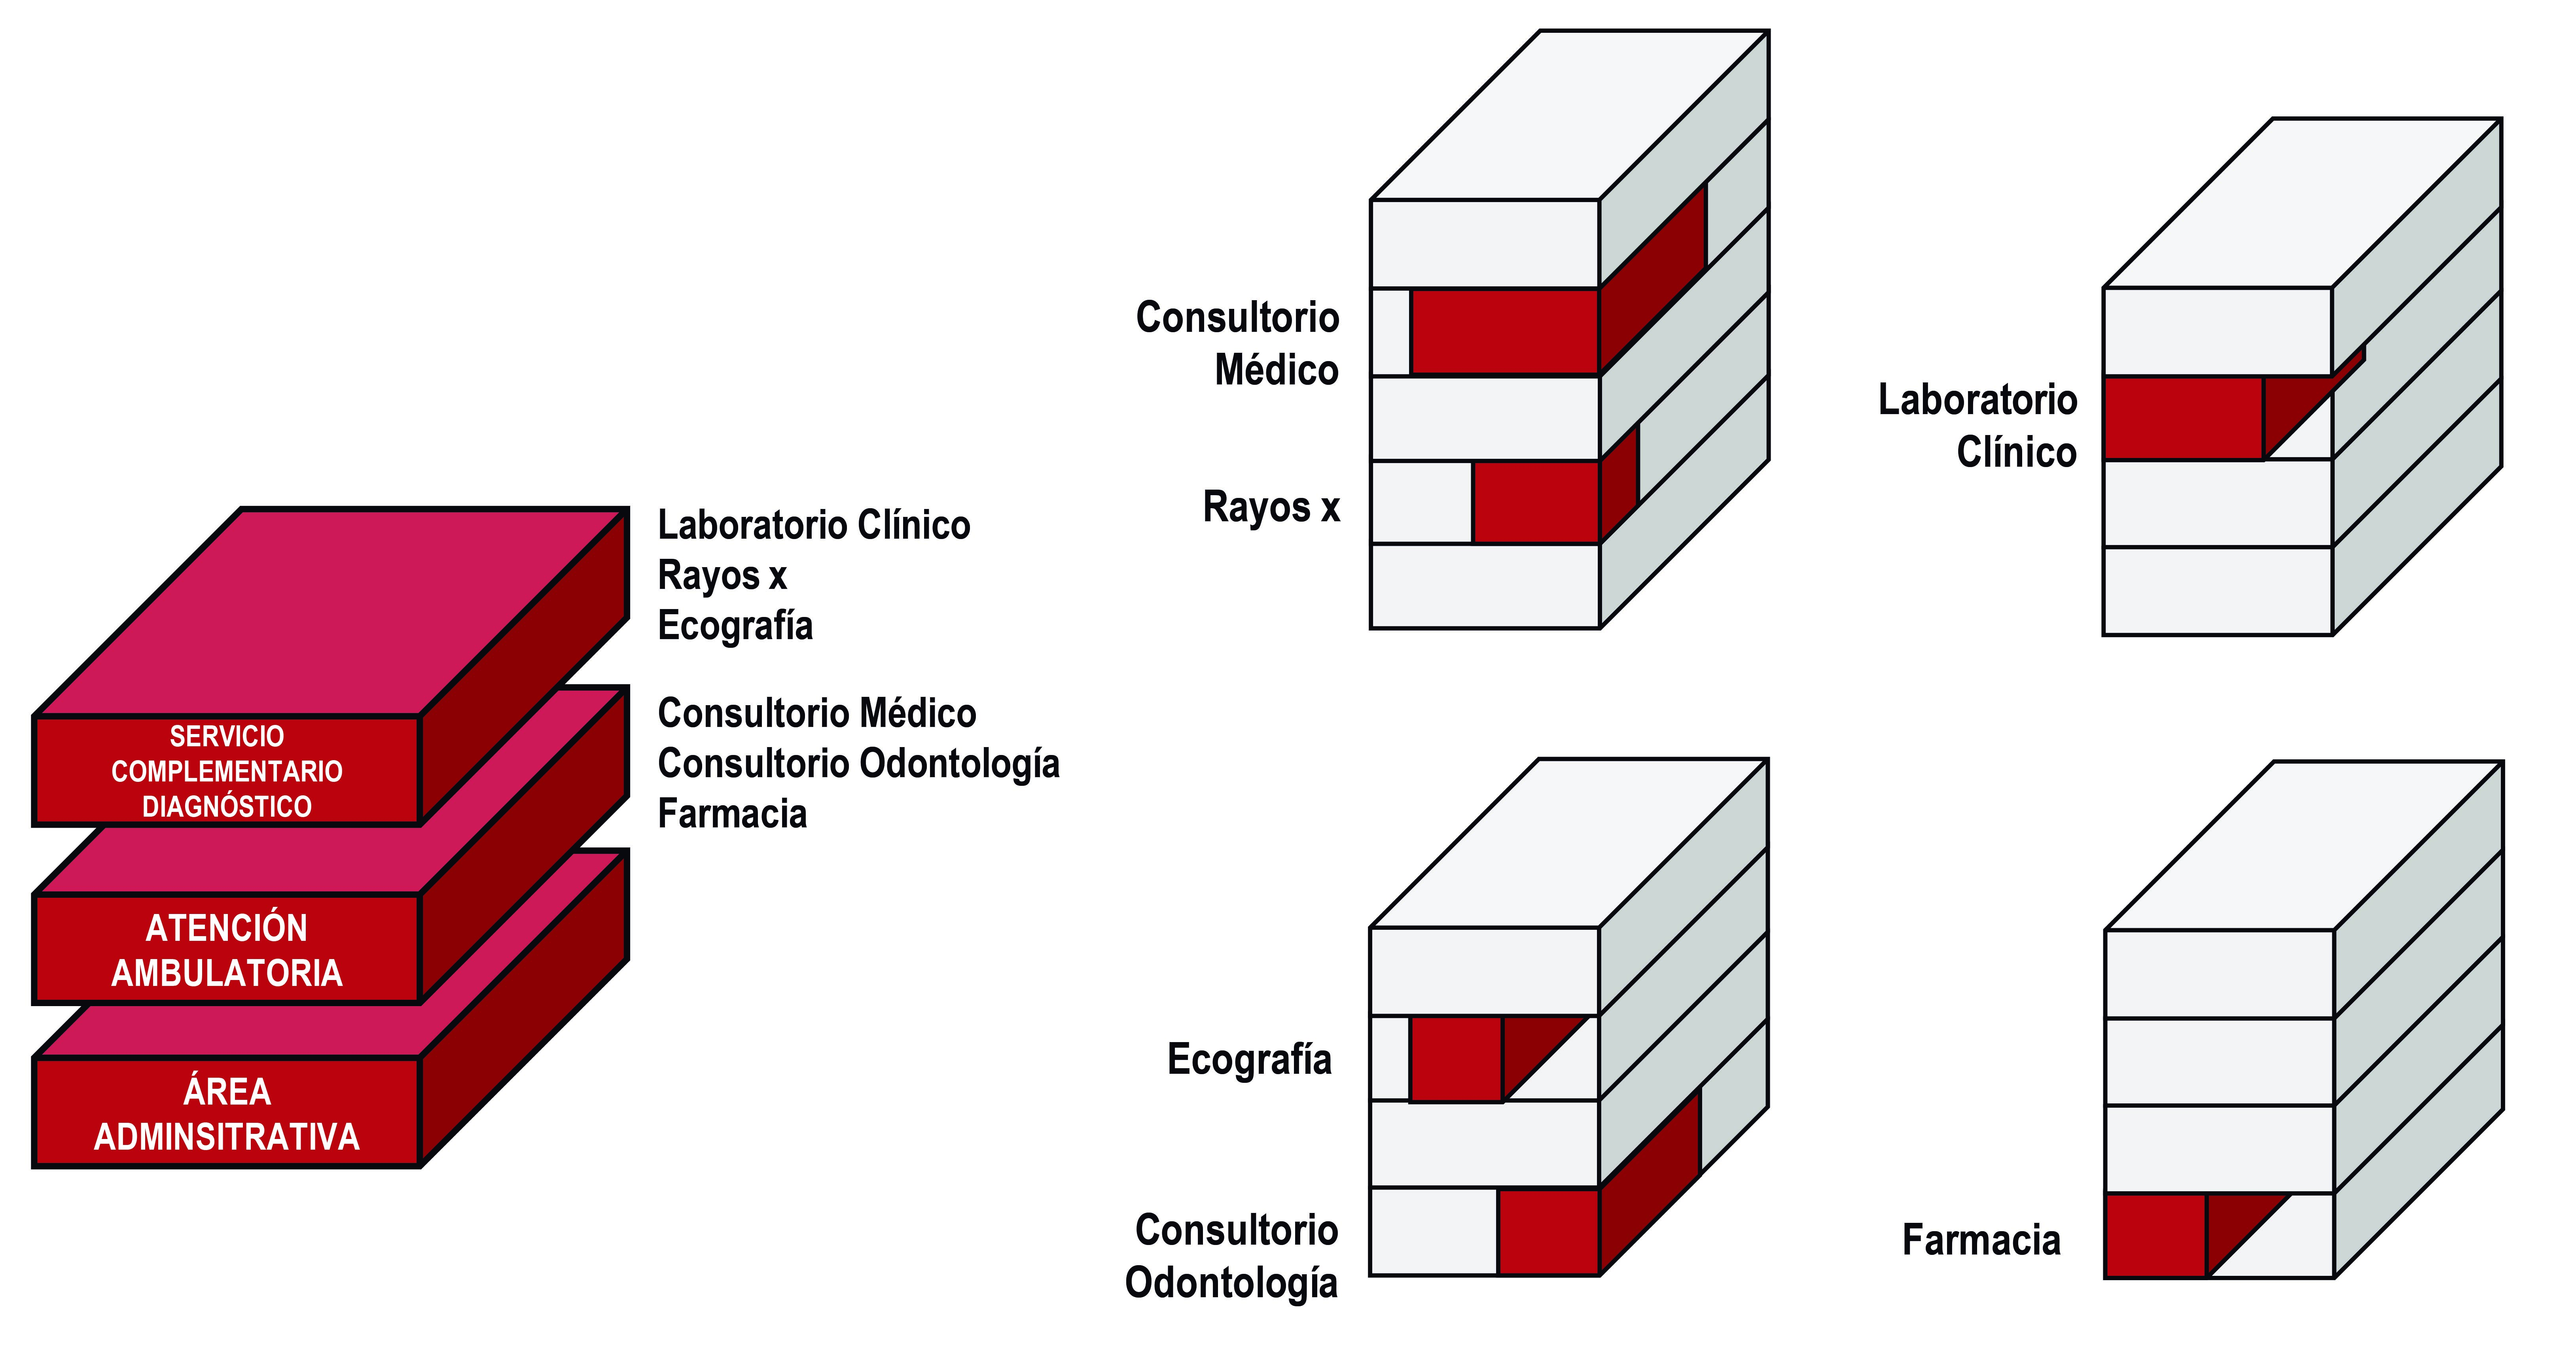 SERVICIO
COMPLEMENTARIO
DIAGNÓSTICO
Laboratorio Clínico
Rayos x
Ecografía
ATENCIÓN
AMBULATORIA
Consultorio Médico
Consultorio Odontología
Farmacia
ÁREA
ADMINSITRATIVA
Consultorio
Médico
Rayos x
Laboratorio
Clínico
Ecografía
Consultorio
Odontología
Farmacia